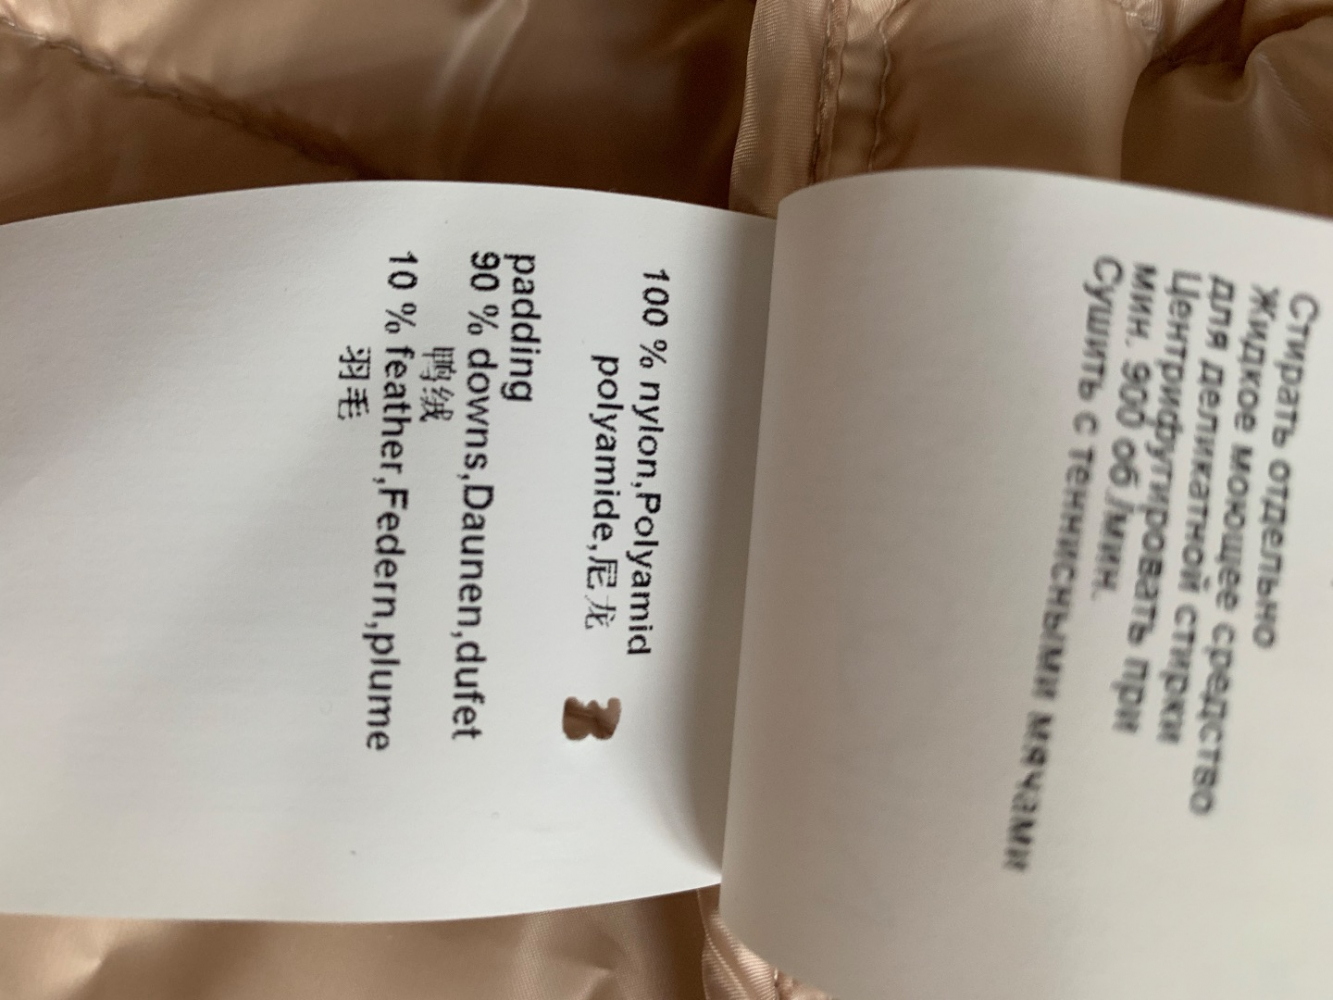 Стирать отдельно
Жидкое моющее средство
для деликатной стирки
Центрифугировать при
мин. 900 об /мин.
Сушить с теннисными мячами
100 % nylon,Polyamid
polyamide,尼龙
padding
90 % downs,Daunen,dufet
鸭绒
10 % feather,Federn,plume
羽毛